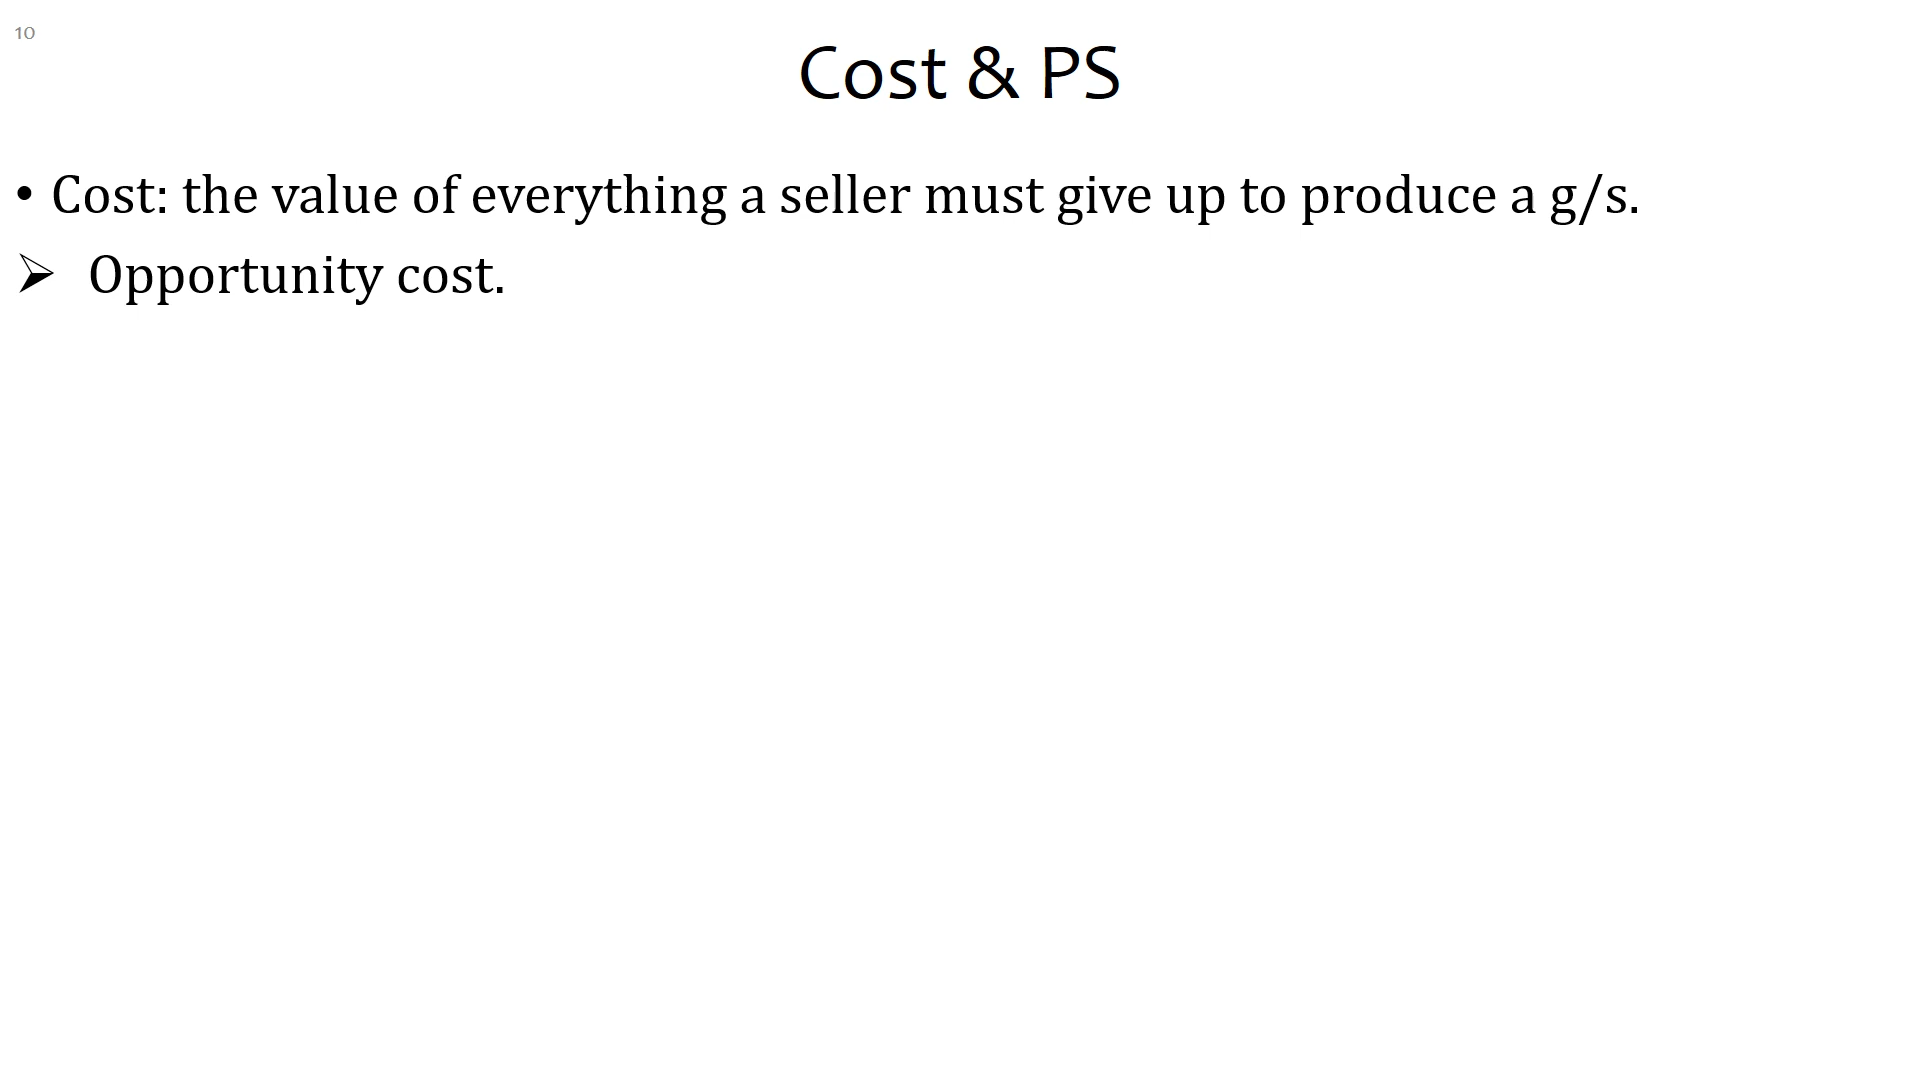 10
Cost & PS
• Cost: the value of everything a seller must give up to produce a g/s.
➢ Opportunity cost.